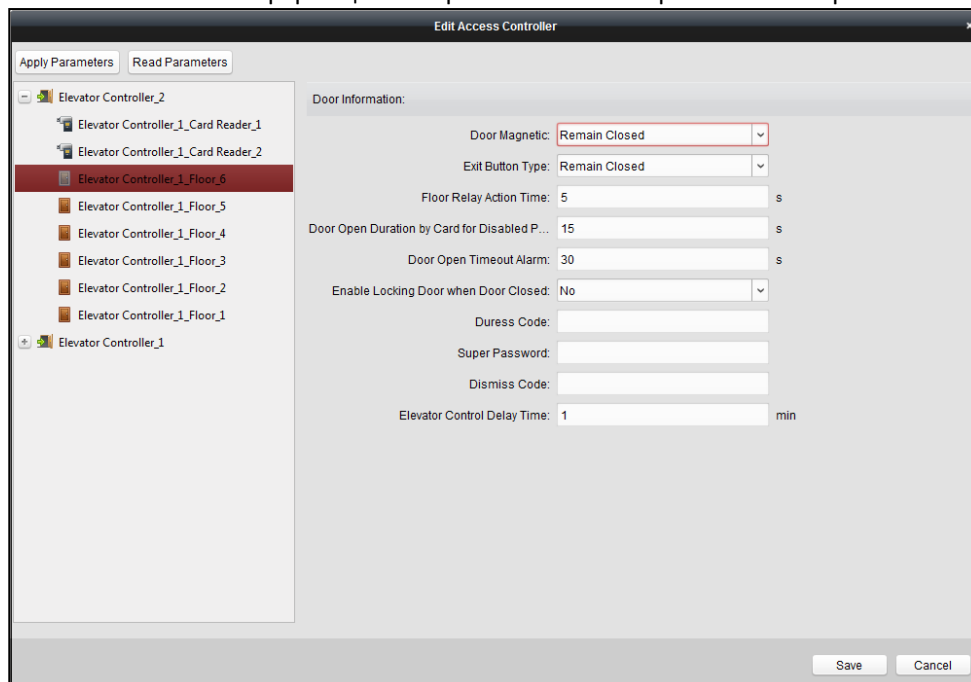 Edit Access Controller
Apply Parameters Read Parameters
Elevator Controller_2
Elevator Controller_1_Card Reader_1
Elevator Controller_1_Card Reader_2
Elevator Controller_1_Floor_6
Elevator Controller_1_Floor_5
Elevator Controller_1_Floor_4
Elevator Controller_1_Floor_3
Elevator Controller_1_Floor_2
Elevator Controller_1_Floor_1
Elevator Controller_1
Door Information:
Door Magnetic: Remain Closed
Exit Button Type: Remain Closed
Floor Relay Action Time: 5 s
Door Open Duration by Card for Disabled P... 15 s
Door Open Timeout Alarm: 30 s
Enable Locking Door when Door Closed: No
Duress Code:
Super Password:
Dismiss Code:
Elevator Control Delay Time: 1 min
Save Cancel